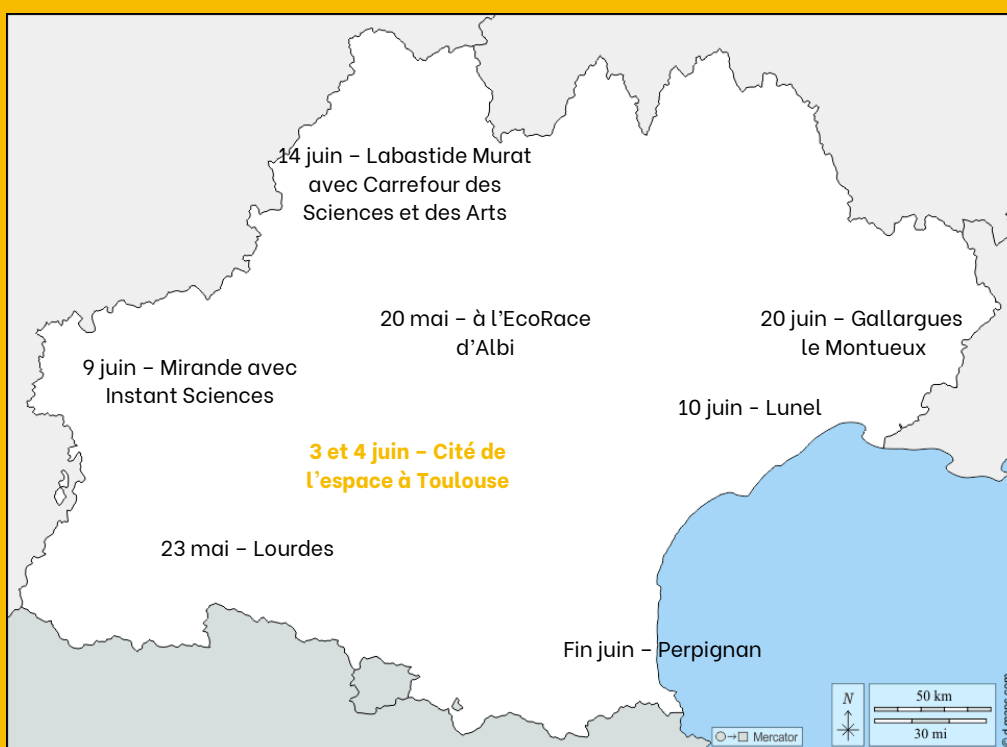 14 juin – Labastide Murat
avec Carrefour des
Sciences et des Arts
20 mai – à l'EcoRace
d'Albi
20 juin – Gallargues
le Montueux
9 juin – Mirande avec
Instant Sciences
10 juin - Lunel
3 et 4 juin – Cité de
l'espace à Toulouse
23 mai – Lourdes
Fin juin – Perpignan
N
50 km
30 mi
Mercator